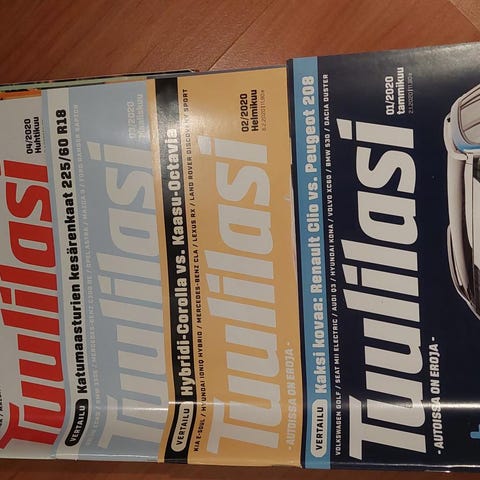 Tuulilasi
04/2020
Huhtikuu
VERTAILU
Katumaasturien kesärenkaat 225/60 R18
Tuulilasi
VERTAILU
Hybridi-Corolla vs. Kaasu-Octavia
KIA E-SOUL / HYUNDAI IONIQ HYBRID / MERCEDES-BENZ CLA / LEXUS RX / LAND ROVER DISCOVERY SPORT
Tuulilasi
02/2020
Helmikuu
- AUTOISSA ON EROJA -
VERTAILU
Kaksi kovaa: Renault Clio vs. Peugeot 208
VOLKSWAGEN GOLF / SEAT MII ELECTRIC / AUDI Q3 / HYUNDAI KONA / VOLVO XC60 / BMW 530 / DACIA DUSTER
Tuulilasi
01/2020
tammikuu
- AUTOISSA ON EROJA -